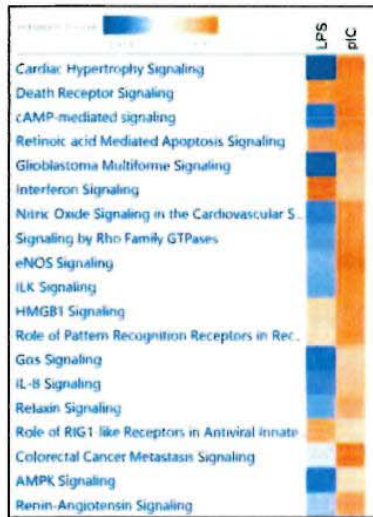 LPS
pIC
Cardiac Hypertrophy Signaling
Death Receptor Signaling
cAMP-mediated signaling
Retinoic acid Mediated Apoptosis Signaling
Glioblastoma Multiforme Signaling
Interferon Signaling
Nitric Oxide Signaling in the Cardiovascular S...
Signaling by Rho Family GTPases
eNOS Signaling
ILK Signaling
HMGB1 Signaling
Role of Pattern Recognition Receptors in Rec...
Gαs Signaling
IL-8 Signaling
Relaxin Signaling
Role of RIG1 like Receptors in Antiviral Innate
Colorectal Cancer Metastasis Signaling
AMPK Signaling
Renin-Angiotensin Signaling